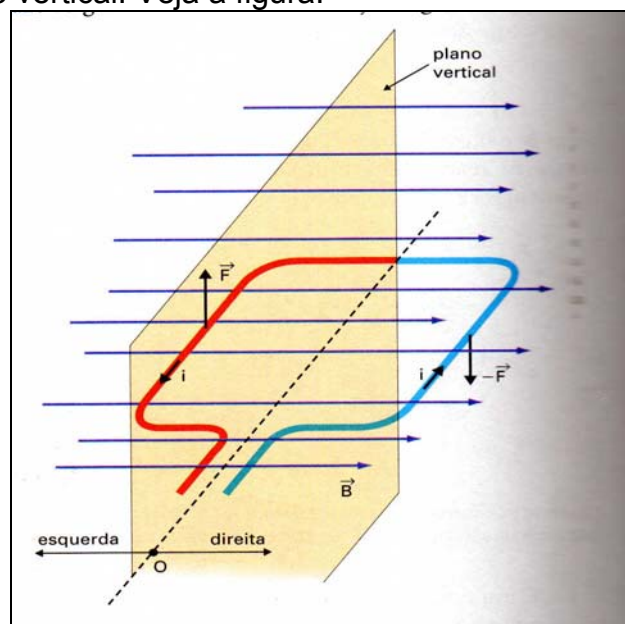 vertical. Veja a figura.
plano
vertical
F
i
i
-F
B
esquerda
direita
O